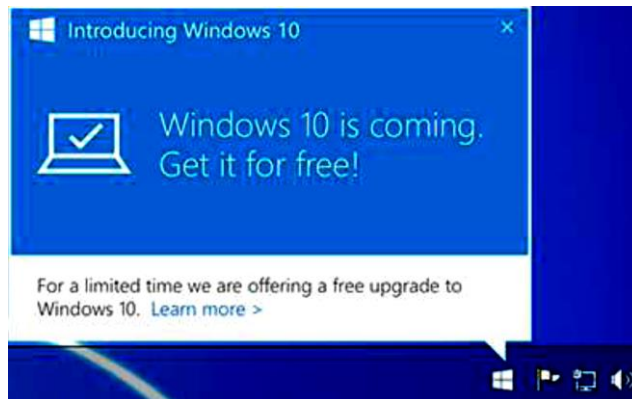 Introducing Windows 10
Windows 10 is coming.
Get it for free!
For a limited time we are offering a free upgrade to
Windows 10. Learn more >